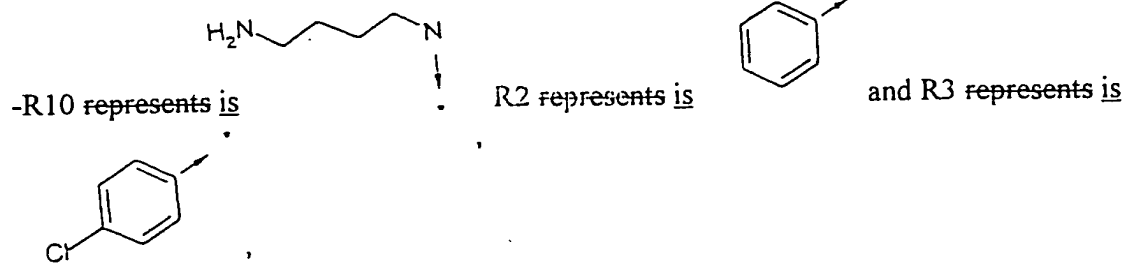 H₂N N
-R10 represents is R2 represents is and R3 represents is
Cl ,